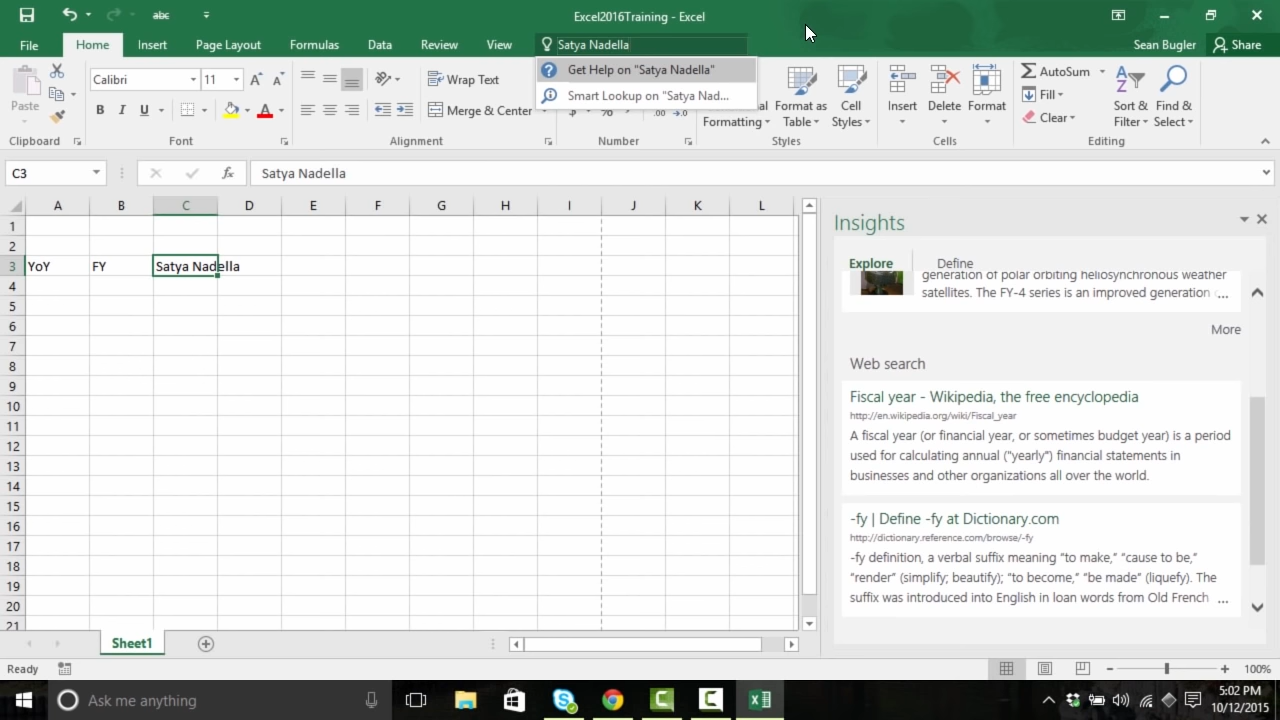 abc
Excel2016Training - Excel
File Home Insert Page Layout Formulas Data Review View Satya Nadella Sean Bugler Share
Get Help on "Satya Nadella"
Smart Lookup on "Satya Nad...
Paste
Calibri 11
Wrap Text
B I U A
Merge & Center
Formatting
Format as Table
Cell Styles
Insert Delete Format
AutoSum
Fill
Clear
Sort & Filter
Find & Select
Clipboard Font Alignment Number Styles Cells Editing
C3 fx Satya Nadella
A B C D E F G H I J K L
1
2
3 YoY FY Satya Nadella
4
5
6
7
8
9
10
11
12
13
14
15
16
17
18
19
20
21
Insights
Explore Define
generation of polar orbiting heliosynchronous weather
satellites. The FY-4 series is an improved generation ...
More
Web search
Fiscal year - Wikipedia, the free encyclopedia
http://en.wikipedia.org/wiki/Fiscal_year
A fiscal year (or financial year, or sometimes budget year) is a period
used for calculating annual ("yearly") financial statements in
businesses and other organizations all over the world.
-fy | Define -fy at Dictionary.com
http://dictionary.reference.com/browse/-fy
-fy definition, a verbal suffix meaning "to make," "cause to be,"
"render" (simplify; beautify); "to become," "be made" (liquefy). The
suffix was introduced into English in loan words from Old French ...
Sheet1
Ready 100%
Ask me anything
5:02 PM
10/12/2015